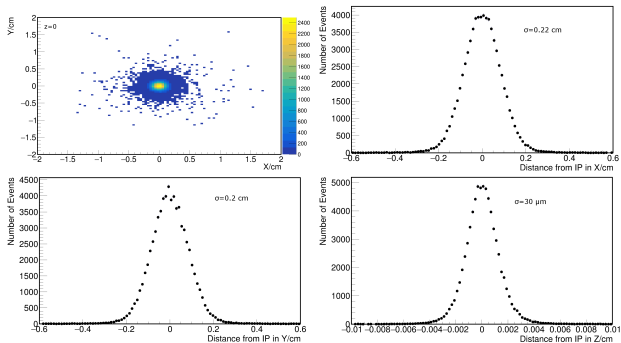 Y/cm
z=0
2
1.5
1
0.5
0
−0.5
−1
−1.5
−2
−2 −1.5 −1 −0.5 0 0.5 1 1.5 2
X/cm
2400
2200
2000
1800
1600
1400
1200
1000
800
600
400
200
0
Number of Events
σ=0.22 cm
4000
3500
3000
2500
2000
1500
1000
500
0
−0.6 −0.4 −0.2 0 0.2 0.4 0.6
Distance from IP in X/cm
Number of Events
σ=0.2 cm
4500
4000
3500
3000
2500
2000
1500
1000
500
0
−0.6 −0.4 −0.2 0 0.2 0.4 0.6
Distance from IP in Y/cm
Number of Events
σ=30 μm
5000
4000
3000
2000
1000
0
−0.01 −0.008 −0.006 −0.004 −0.002 0 0.002 0.004 0.006 0.008 0.01
Distance from IP in Z/cm